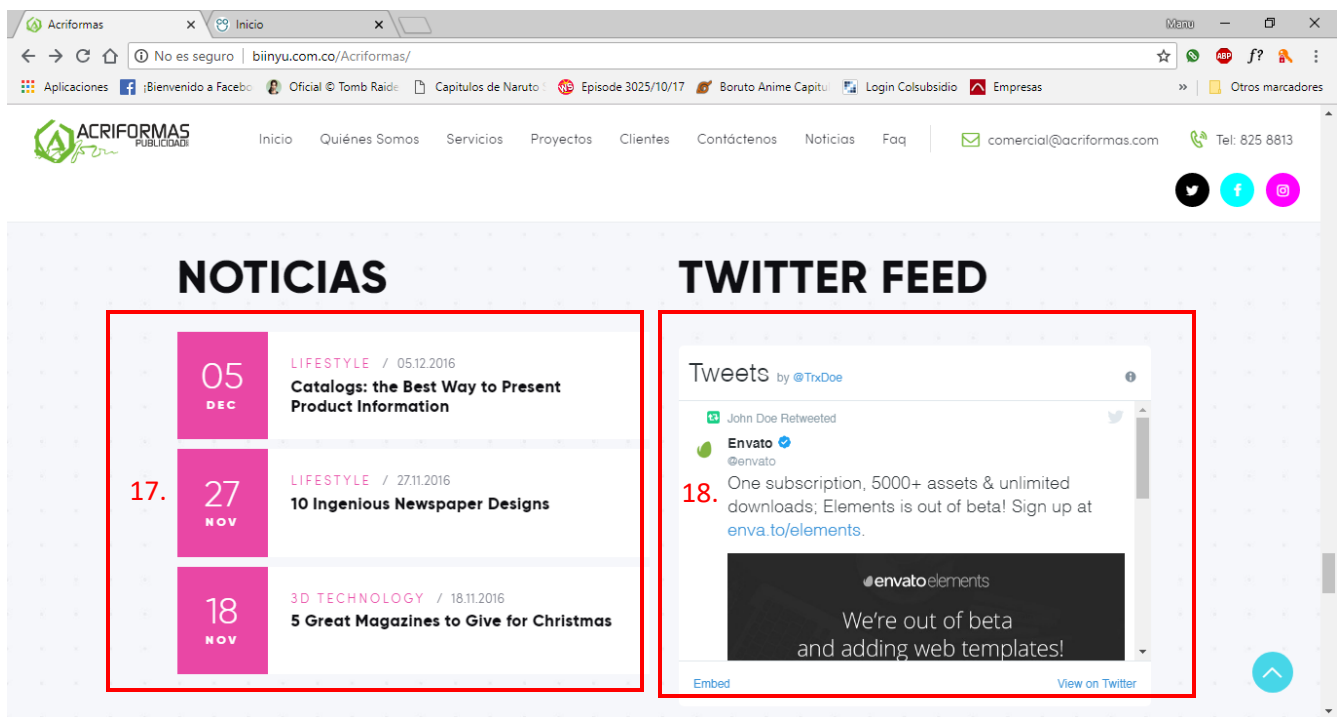 Acriformas
Inicio
Manu
No es seguro | biinyu.com.co/Acriformas/
Aplicaciones
¡Bienvenido a Facebo
Oficial © Tomb Raide
Capitulos de Naruto S
Episode 3025/10/17
Boruto Anime Capitul
Login Colsubsidio
Empresas
»
Otros marcadores
ACRIFORMAS
PUBLICIDAD
Inicio
Quiénes Somos
Servicios
Proyectos
Clientes
Contáctenos
Noticias
Faq
comercial@acriformas.com
Tel: 825 8813
NOTICIAS
05
DEC
LIFESTYLE / 05.12.2016
Catalogs: the Best Way to Present
Product Information
17.
27
NOV
LIFESTYLE / 27.11.2016
10 Ingenious Newspaper Designs
18
NOV
3D TECHNOLOGY / 18.11.2016
5 Great Magazines to Give for Christmas
TWITTER FEED
Tweets by @TrxDoe
John Doe Retweeted
Envato
@envato
18.
One subscription, 5000+ assets & unlimited
downloads; Elements is out of beta! Sign up at
enva.to/elements.
envatoelements
We're out of beta
and adding web templates!
Embed
View on Twitter